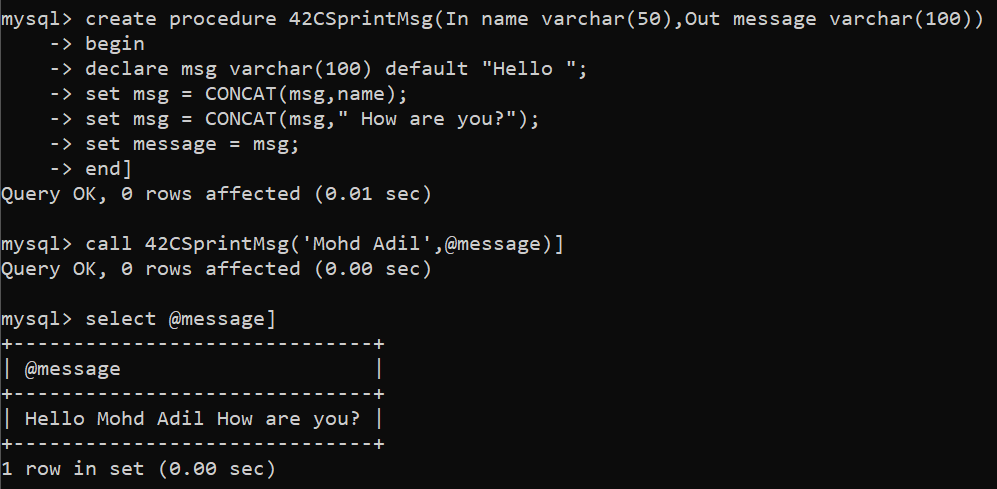 mysql> create procedure 42CSprintMsg(In name varchar(50),Out message varchar(100))
    -> begin
    -> declare msg varchar(100) default "Hello ";
    -> set msg = CONCAT(msg,name);
    -> set msg = CONCAT(msg," How are you?");
    -> set message = msg;
    -> end]
Query OK, 0 rows affected (0.01 sec)

mysql> call 42CSprintMsg('Mohd Adil',@message)]
Query OK, 0 rows affected (0.00 sec)

mysql> select @message]
+------------------------------+
| @message                     |
+------------------------------+
| Hello Mohd Adil How are you? |
+------------------------------+
1 row in set (0.00 sec)